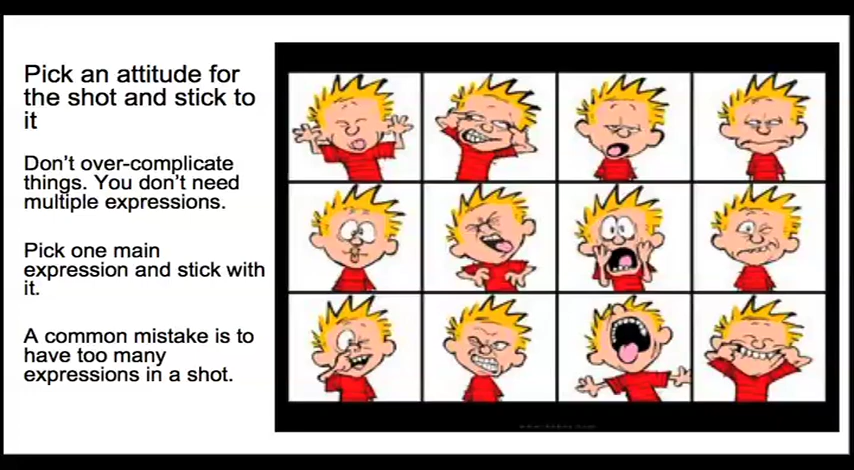 Pick an attitude for
the shot and stick to
it
Don't over-complicate
things. You don't need
multiple expressions.
Pick one main
expression and stick with
it.
A common mistake is to
have too many
expressions in a shot.